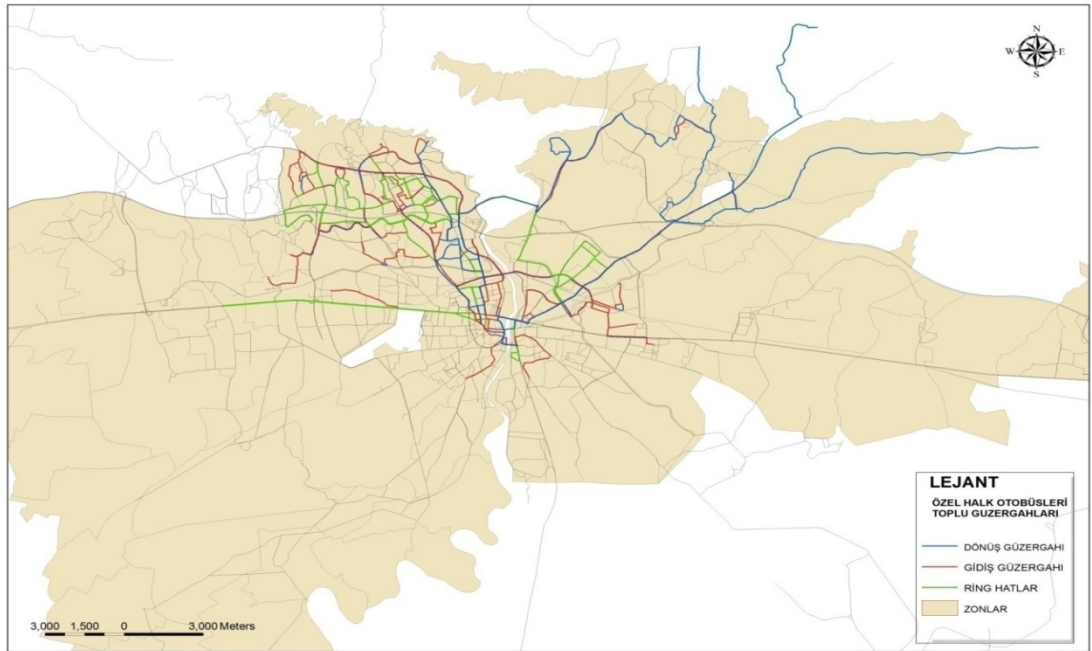 N
W E
S
LEJANT
ÖZEL HALK OTOBÜSLERİ
TOPLU GUZERGAHLARI
DÖNÜŞ GÜZERGAHI
GİDİŞ GÜZERGAHI
RİNG HATLAR
ZONLAR
3,000 1,500 0 3,000 Meters